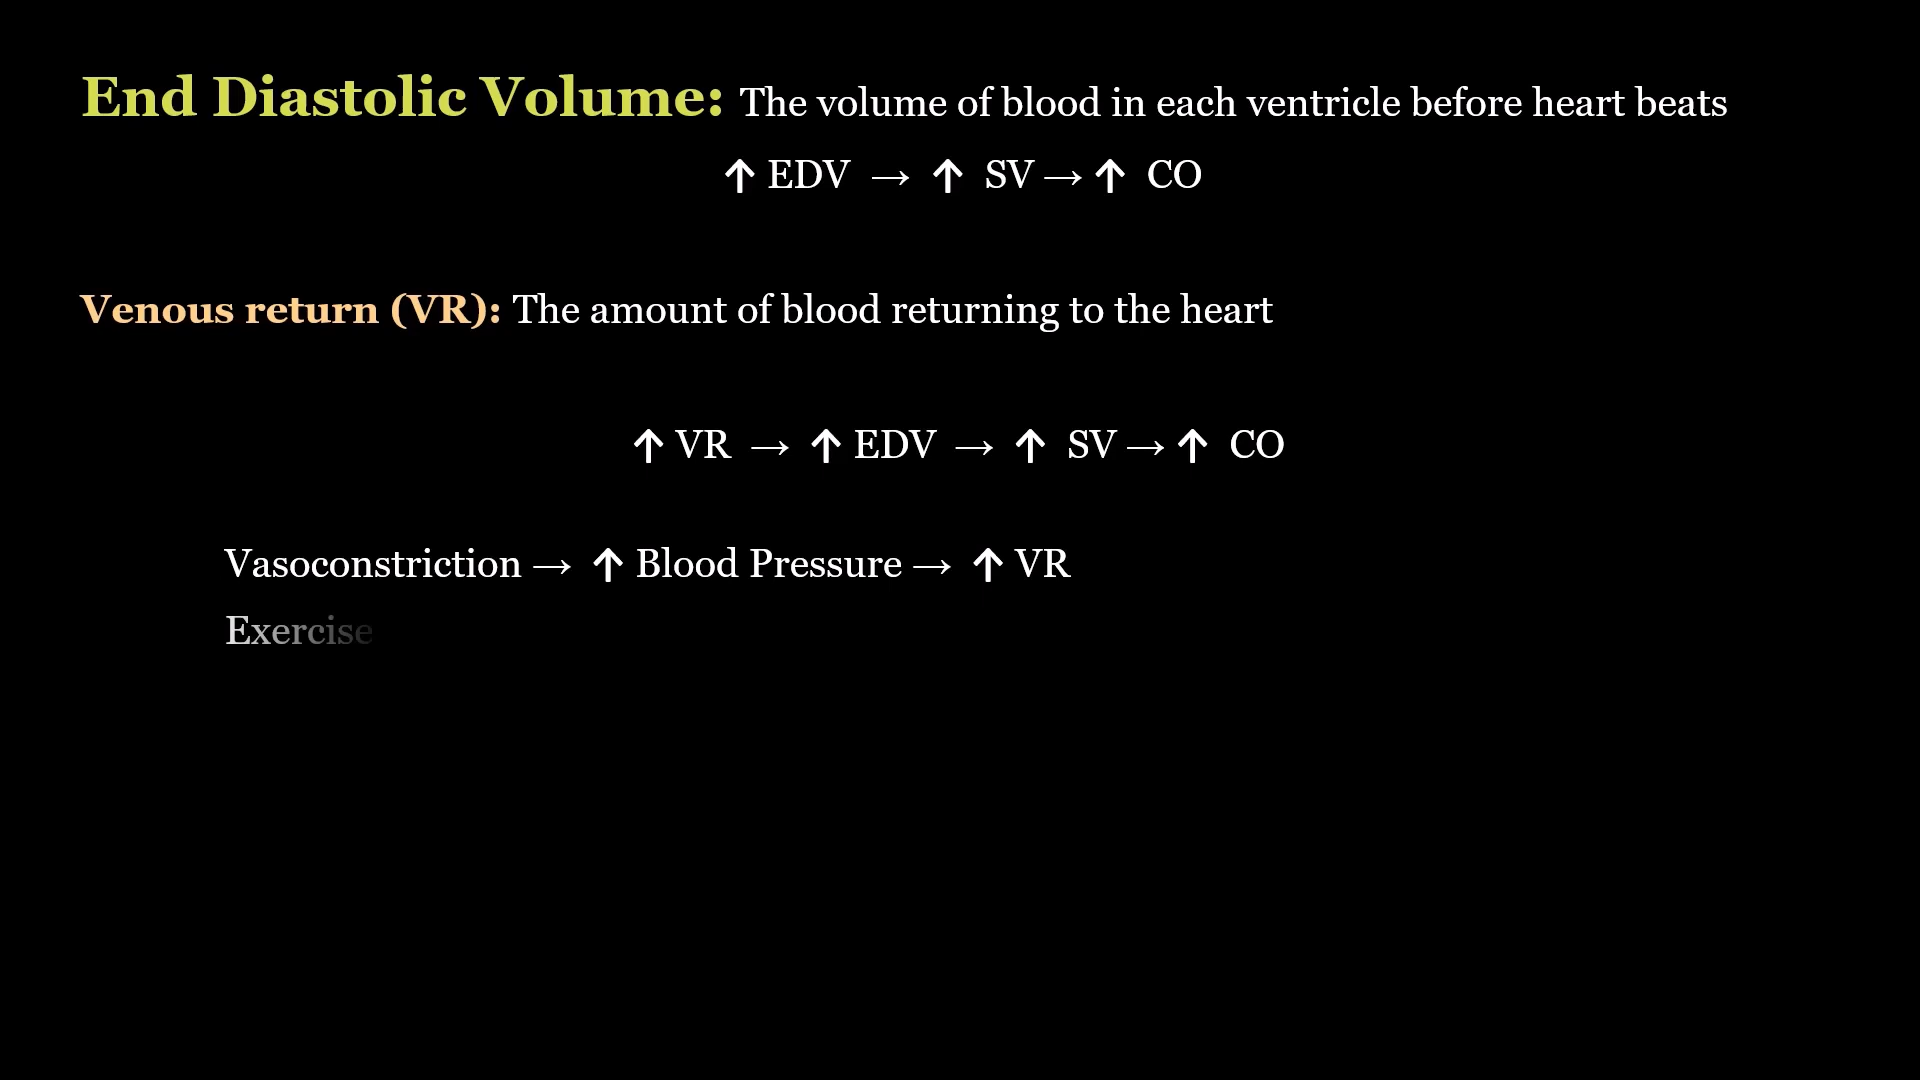 End Diastolic Volume: The volume of blood in each ventricle before heart beats
↑ EDV → ↑ SV → ↑ CO
Venous return (VR): The amount of blood returning to the heart
↑ VR → ↑ EDV → ↑ SV → ↑ CO
Vasoconstriction → ↑ Blood Pressure → ↑ VR
Exercise